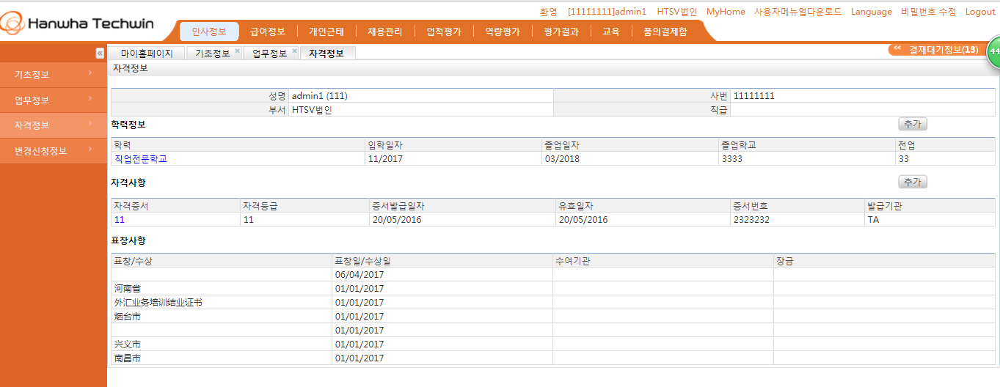 환영 [11111111]admin1 HTSV법인 MyHome 사용자메뉴얼다운로드 Language 비밀번호 수정 Logout
Hanwha Techwin
인사정보 급여정보 개인근태 채용관리 업적평가 역량평가 평가결과 교육 품의결제함
마이홈페이지 기초정보 업무정보 자격정보 결재대기정보(13) 44
기초정보
업무정보
자격정보
변경신청정보
자격정보
성명 admin1 (111) 사번 11111111
부서 HTSV법인 직급
학력정보 추가
학력 입학일자 졸업일자 졸업학교 전업
직업전문학교 11/2017 03/2018 3333 33
자격사항 추가
자격증서 자격등급 증서발급일자 유효일자 증서번호 발급기관
11 11 20/05/2016 20/05/2016 2323232 TA
표창사항
표창/수상 표창일/수상일 수여기관 장금
06/04/2017
河南省 01/01/2017
外汇业务培训结业证书 01/01/2017
烟台市 01/01/2017
01/01/2017
兴义市 01/01/2017
南昌市 01/01/2017